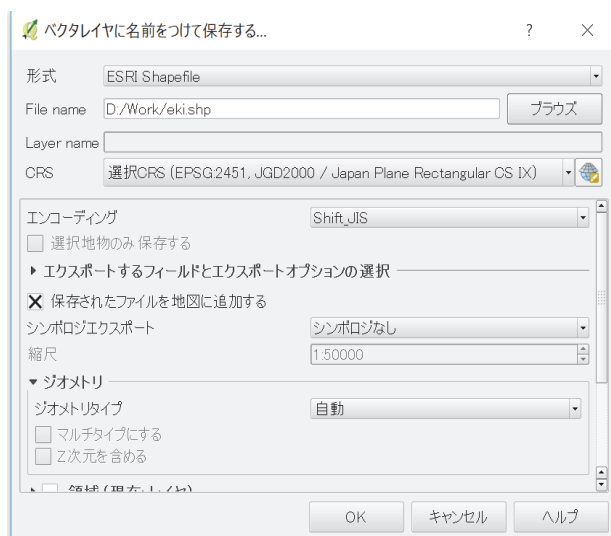 ベクタレイヤに名前をつけて保存する...
形式 ESRI Shapefile
File name D:/Work/eki.shp ブラウズ
Layer name
CRS 選択CRS (EPSG:2451, JGD2000 / Japan Plane Rectangular CS IX)
エンコーディング Shift_JIS
選択地物のみ保存する
エクスポートするフィールドとエクスポートオプションの選択
保存されたファイルを地図に追加する
シンボロジエクスポート シンボロジなし
縮尺 1:50000
ジオメトリ
ジオメトリタイプ 自動
マルチタイプにする
Z次元を含める
領域 (現在: レイヤ)
OK キャンセル ヘルプ